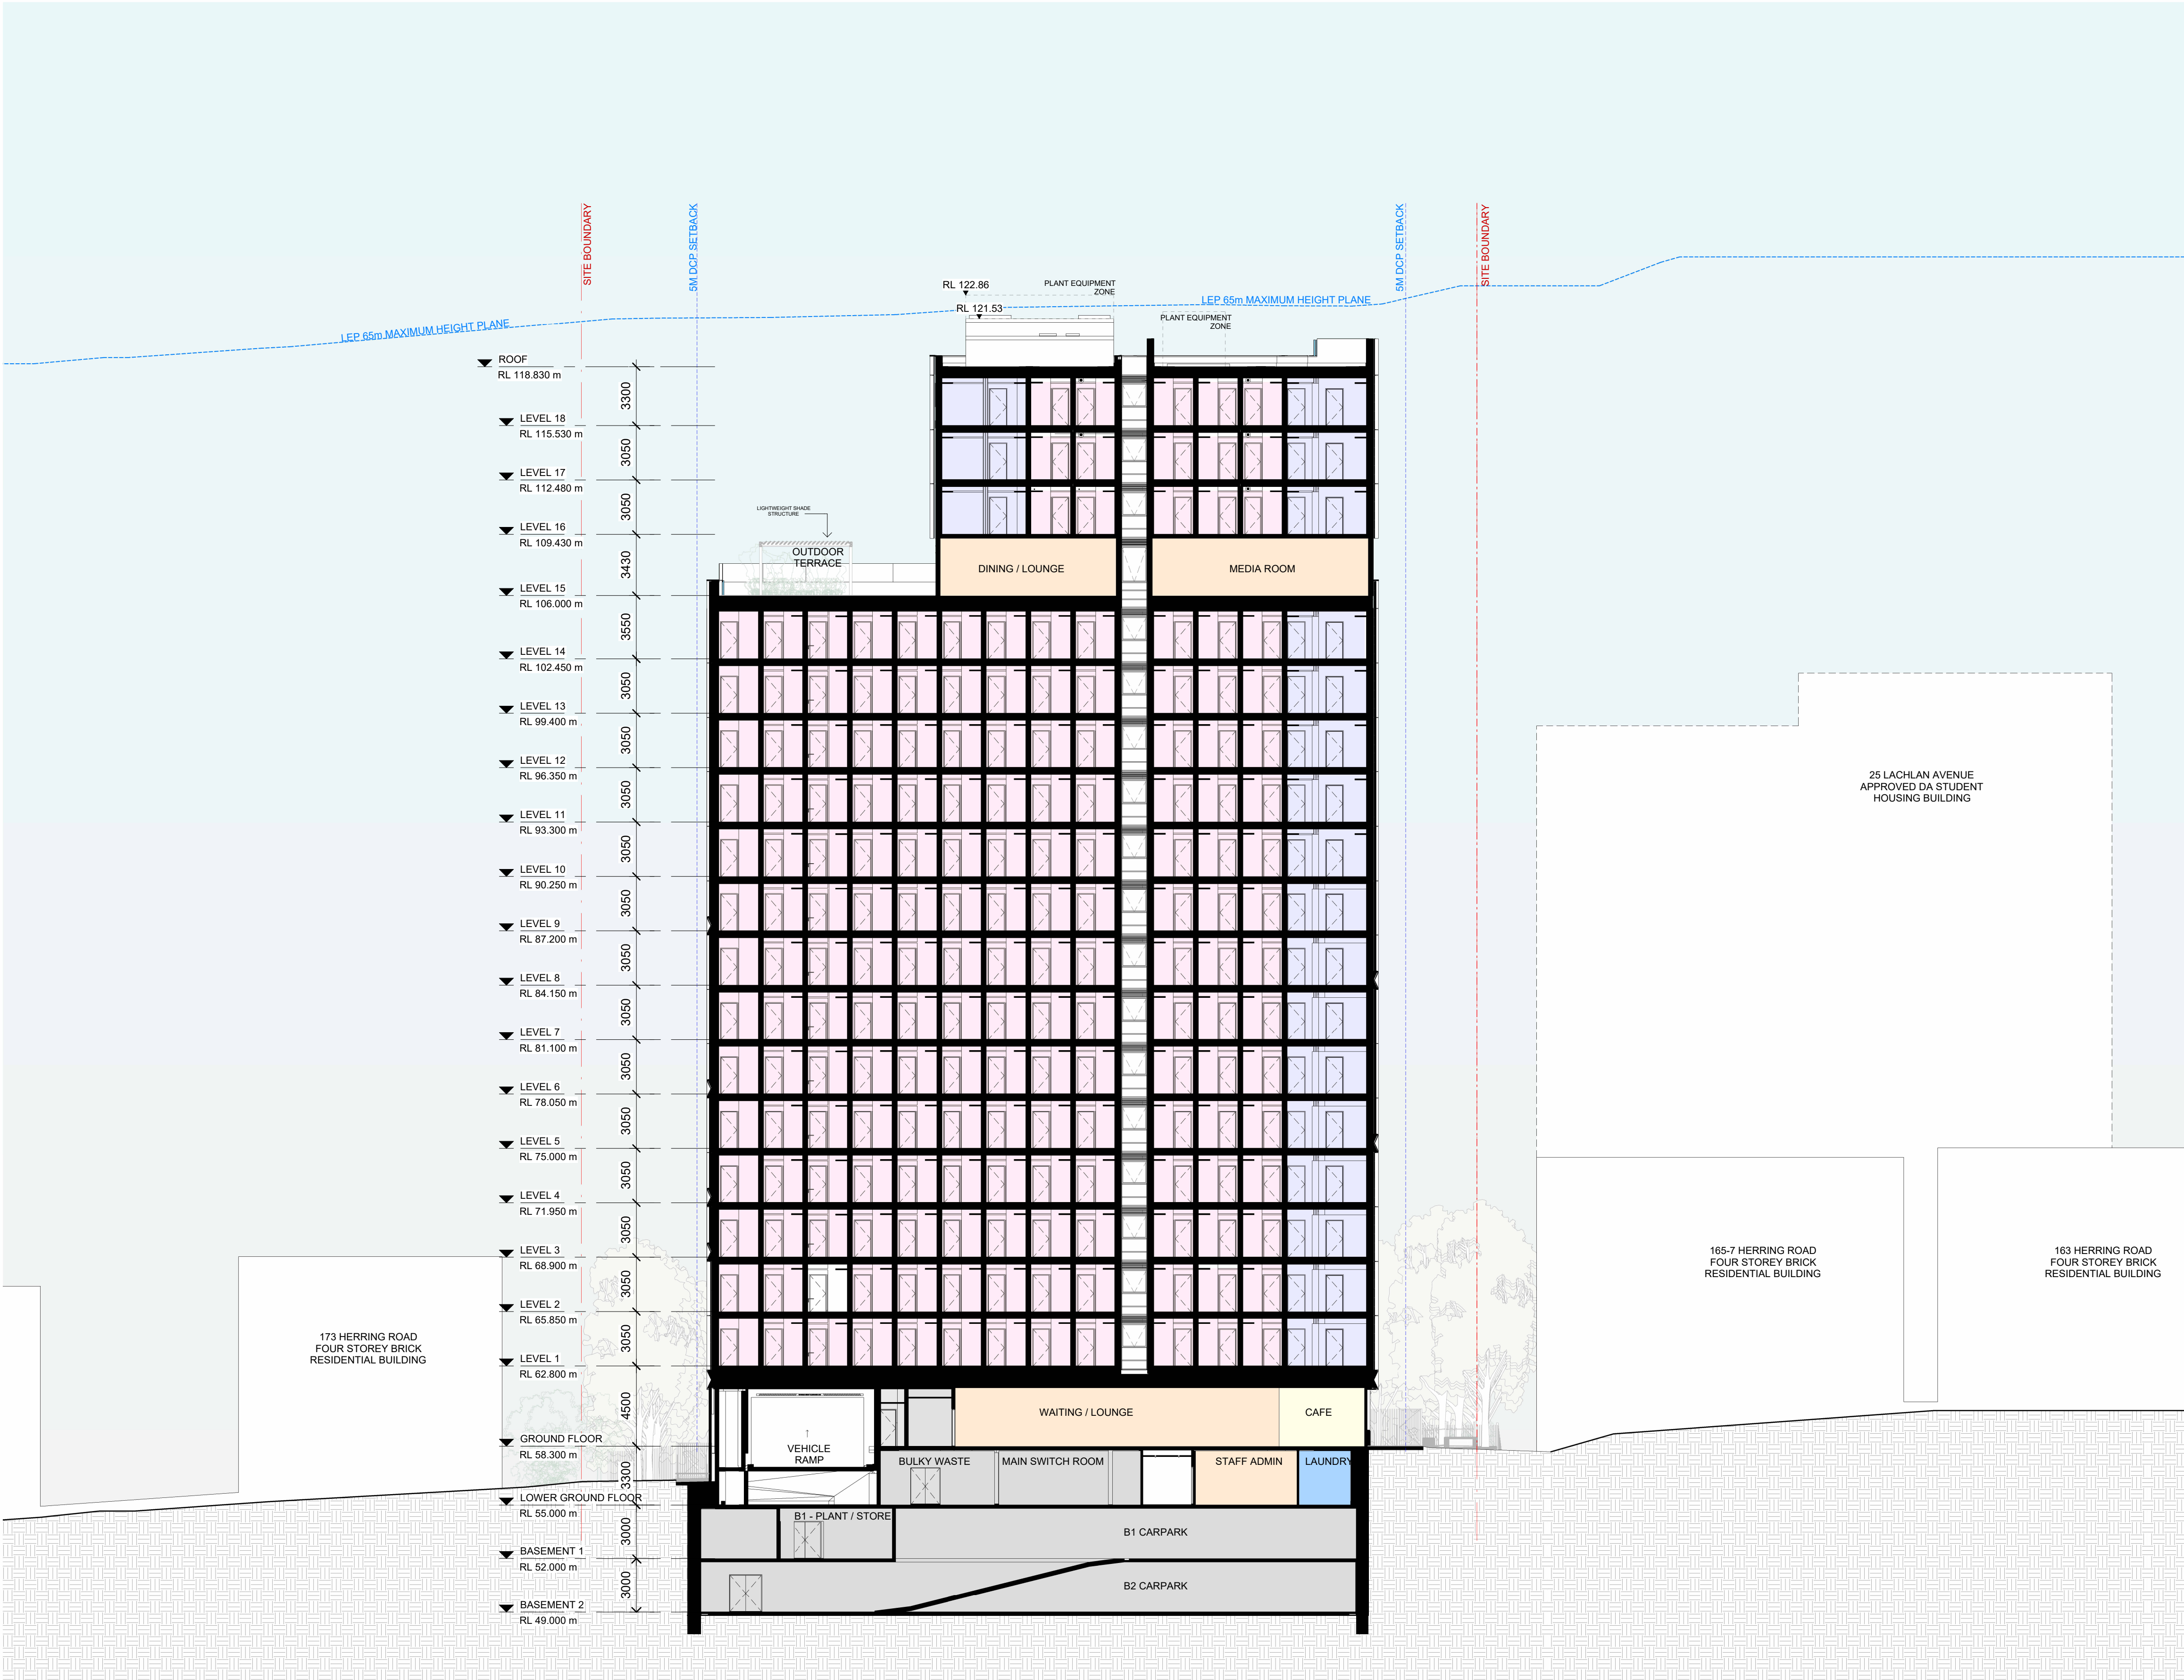 SITE BOUNDARY
5M DCP SETBACK
5M DCP SETBACK
SITE BOUNDARY
RL 122.86
PLANT EQUIPMENT
ZONE
LEP 65m MAXIMUM HEIGHT PLANE
RL 121.53
PLANT EQUIPMENT
ZONE
LEP 65m MAXIMUM HEIGHT PLANE
ROOF
RL 118.830 m
3300
LEVEL 18
RL 115.530 m
3050
LEVEL 17
RL 112.480 m
3050
LIGHTWEIGHT SHADE
STRUCTURE
LEVEL 16
RL 109.430 m
3430
OUTDOOR
TERRACE
DINING / LOUNGE
MEDIA ROOM
LEVEL 15
RL 106.000 m
3550
LEVEL 14
RL 102.450 m
3050
LEVEL 13
RL 99.400 m
3050
LEVEL 12
RL 96.350 m
3050
25 LACHLAN AVENUE
APPROVED DA STUDENT
HOUSING BUILDING
LEVEL 11
RL 93.300 m
3050
LEVEL 10
RL 90.250 m
3050
LEVEL 9
RL 87.200 m
3050
LEVEL 8
RL 84.150 m
3050
LEVEL 7
RL 81.100 m
3050
LEVEL 6
RL 78.050 m
3050
LEVEL 5
RL 75.000 m
3050
LEVEL 4
RL 71.950 m
3050
LEVEL 3
RL 68.900 m
3050
165-7 HERRING ROAD
FOUR STOREY BRICK
RESIDENTIAL BUILDING
163 HERRING ROAD
FOUR STOREY BRICK
RESIDENTIAL BUILDING
LEVEL 2
RL 65.850 m
3050
173 HERRING ROAD
FOUR STOREY BRICK
RESIDENTIAL BUILDING
LEVEL 1
RL 62.800 m
4500
WAITING / LOUNGE
CAFE
VEHICLE
RAMP
GROUND FLOOR
RL 58.300 m
3300
BULKY WASTE
MAIN SWITCH ROOM
STAFF ADMIN
LAUNDRY
LOWER GROUND FLOOR
RL 55.000 m
3000
B1 - PLANT / STORE
B1 CARPARK
BASEMENT 1
RL 52.000 m
3000
B2 CARPARK
BASEMENT 2
RL 49.000 m